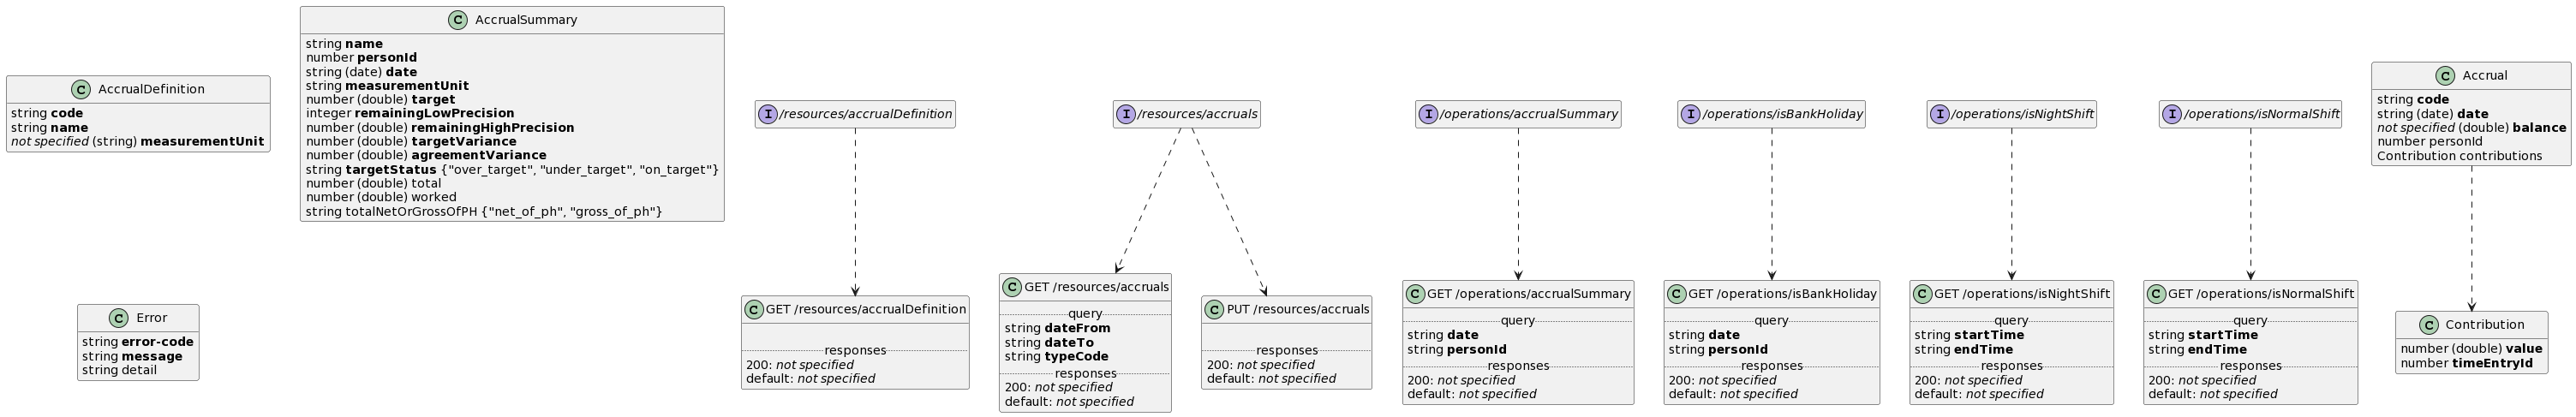 C AccrualDefinition
string code
string name
not specified (string) measurementUnit
C AccrualSummary
string name
number personId
string (date) date
string measurementUnit
number (double) target
integer remainingLowPrecision
number (double) remainingHighPrecision
number (double) targetVariance
number (double) agreementVariance
string targetStatus {"over_target", "under_target", "on_target"}
number (double) total
number (double) worked
string totalNetOrGrossOfPH {"net_of_ph", "gross_of_ph"}
I /resources/accrualDefinition
I /resources/accruals
I /operations/accrualSummary
I /operations/isBankHoliday
I /operations/isNightShift
I /operations/isNormalShift
C Accrual
string code
string (date) date
not specified (double) balance
number personId
Contribution contributions
C Error
string error-code
string message
string detail
C GET /resources/accrualDefinition
responses
200: not specified
default: not specified
C GET /resources/accruals
query
string dateFrom
string dateTo
string typeCode
responses
200: not specified
default: not specified
C PUT /resources/accruals
responses
200: not specified
default: not specified
C GET /operations/accrualSummary
query
string date
string personId
responses
200: not specified
default: not specified
C GET /operations/isBankHoliday
query
string date
string personId
responses
200: not specified
default: not specified
C GET /operations/isNightShift
query
string startTime
string endTime
responses
200: not specified
default: not specified
C GET /operations/isNormalShift
query
string startTime
string endTime
responses
200: not specified
default: not specified
C Contribution
number (double) value
number timeEntryId